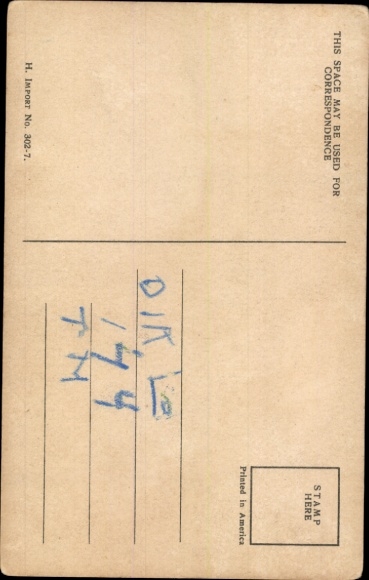 THIS SPACE MAY BE USED FOR
CORRESPONDENCE
H. IMPORT No. 302-7.
STAMP
HERE
Printed in America
T M